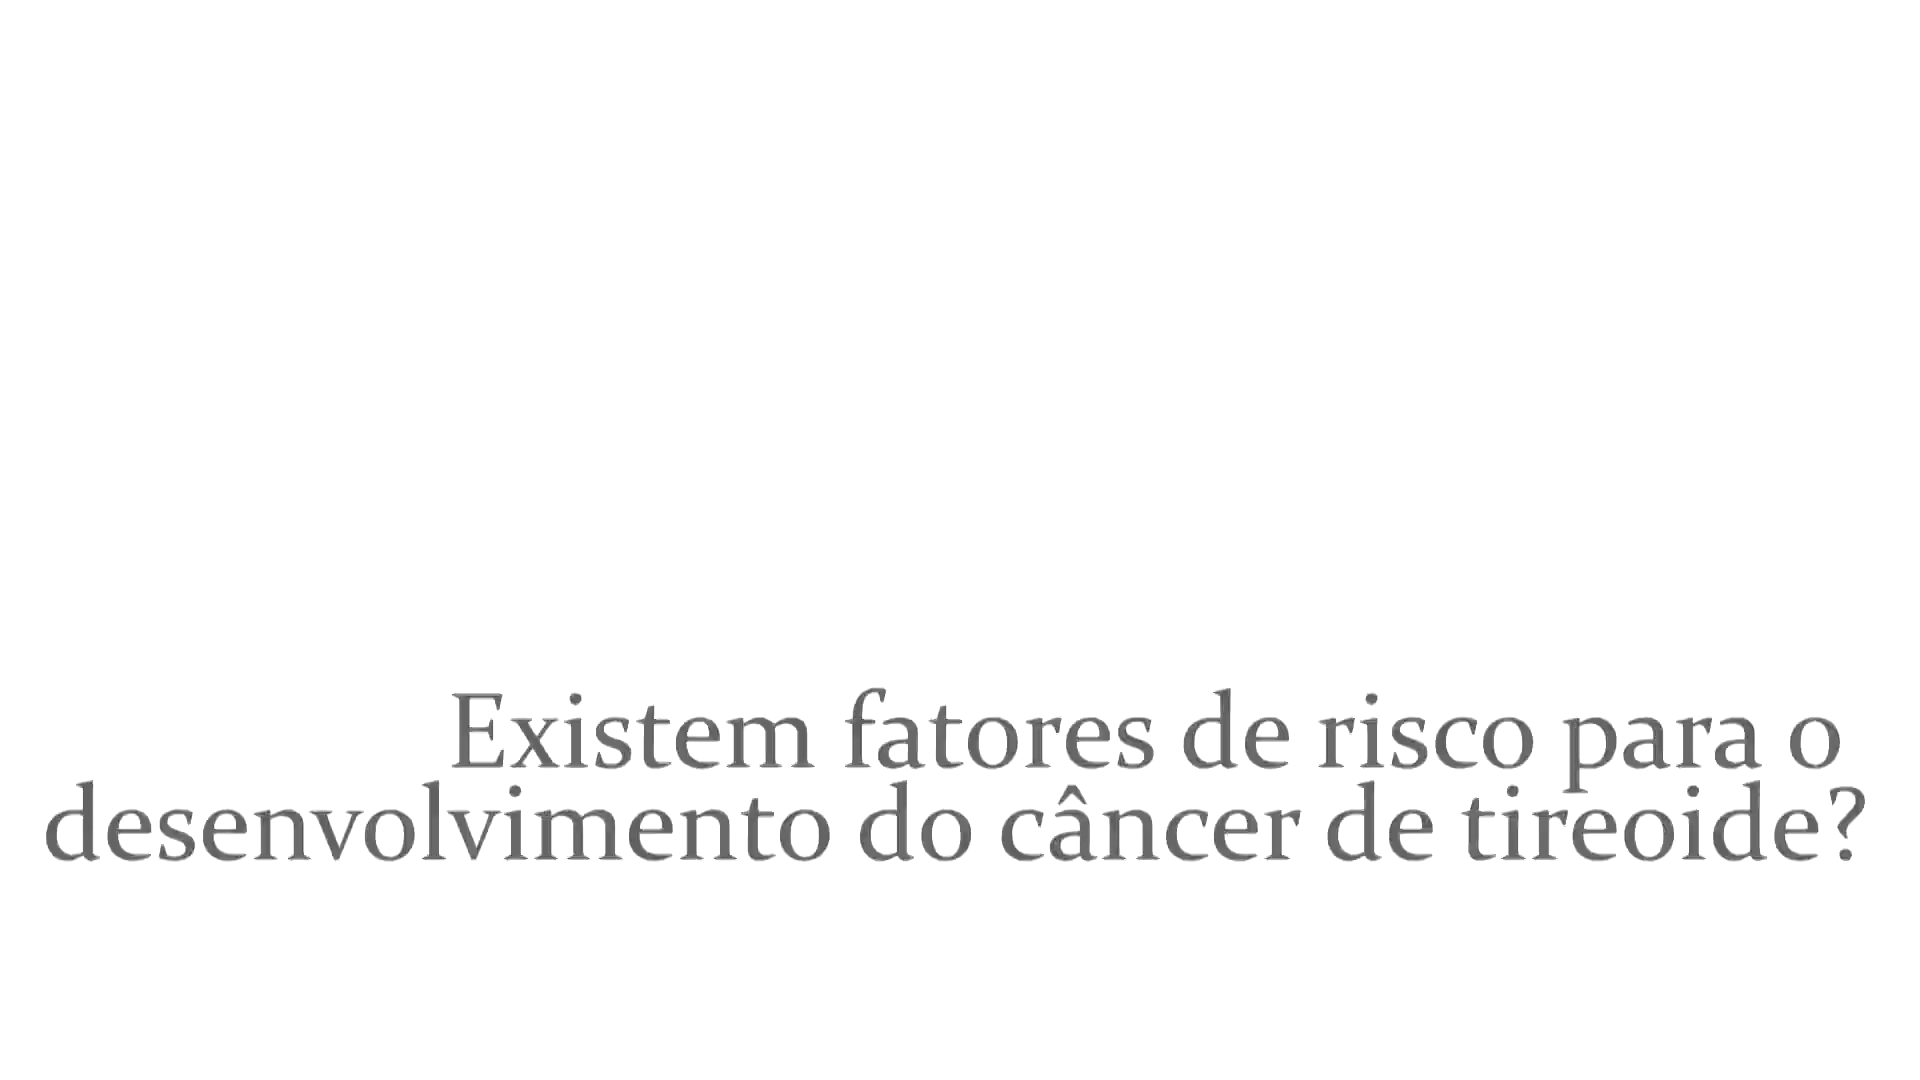 Existem fatores de risco para o
desenvolvimento do câncer de tireoide?